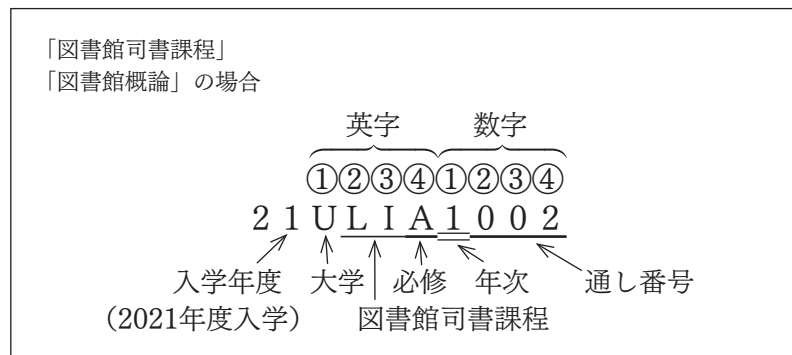 「図書館司書課程」
「図書館概論」の場合
英字 数字
①②③④①②③④
21ULIA1002
入学年度 大学 必修 年次 通し番号
(2021年度入学) 図書館司書課程